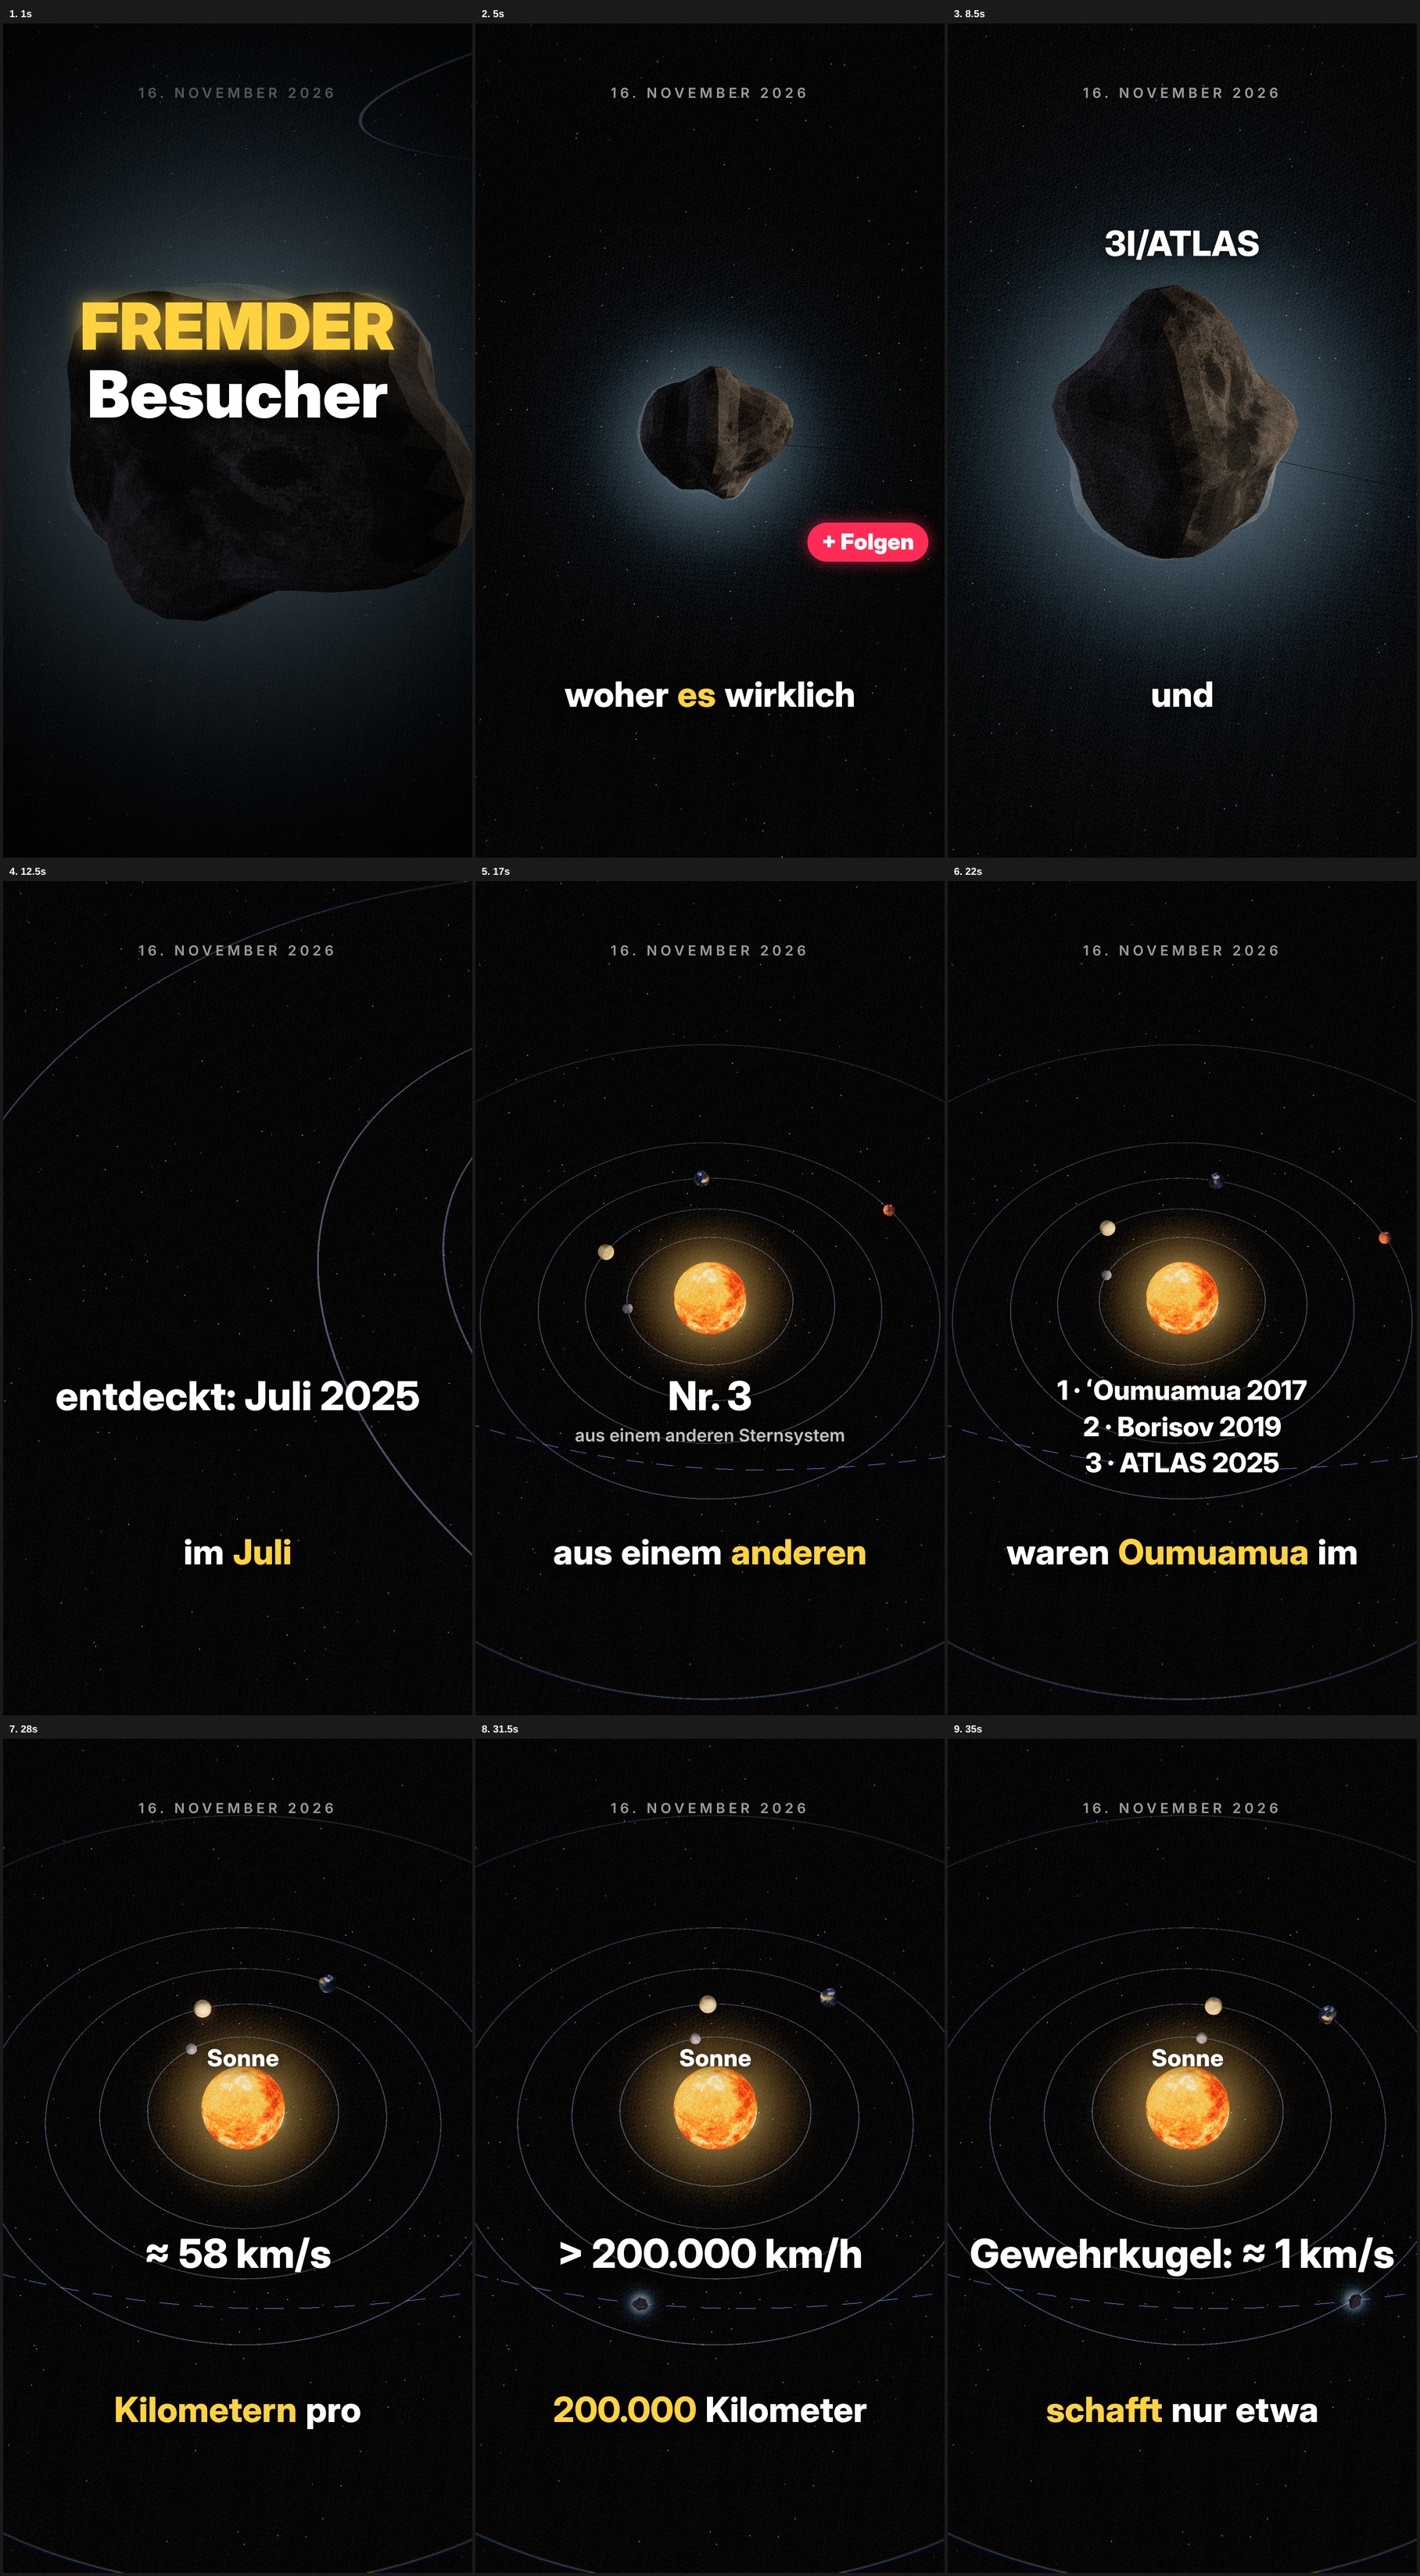 1. 1s
16. NOVEMBER 2026
FREMDER
Besucher
2. 5s
16. NOVEMBER 2026
+ Folgen
woher es wirklich
3. 8.5s
16. NOVEMBER 2026
3I/ATLAS
und
4. 12.5s
16. NOVEMBER 2026
entdeckt: Juli 2025
im Juli
5. 17s
16. NOVEMBER 2026
Nr. 3
aus einem anderen Sternsystem
aus einem anderen
6. 22s
16. NOVEMBER 2026
1 · ʻOumuamua 2017
2 · Borisov 2019
3 · ATLAS 2025
waren Oumuamua im
7. 28s
16. NOVEMBER 2026
Sonne
≈ 58 km/s
Kilometern pro
8. 31.5s
16. NOVEMBER 2026
Sonne
> 200.000 km/h
200.000 Kilometer
9. 35s
16. NOVEMBER 2026
Sonne
Gewehrkugel: ≈ 1 km/s
schafft nur etwa